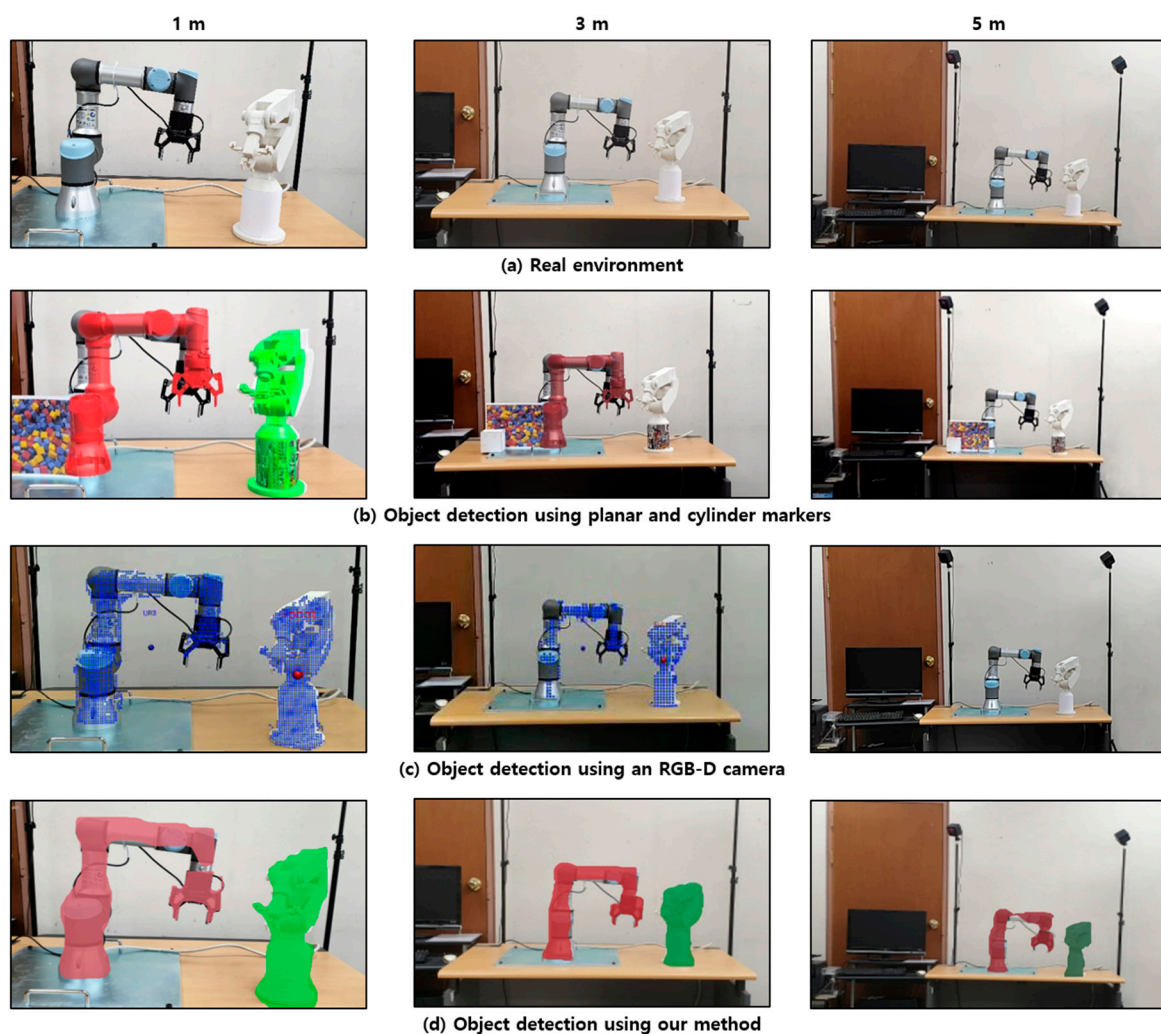 1 m
3 m
5 m
(a) Real environment
(b) Object detection using planar and cylinder markers
UR3
(c) Object detection using an RGB-D camera
(d) Object detection using our method